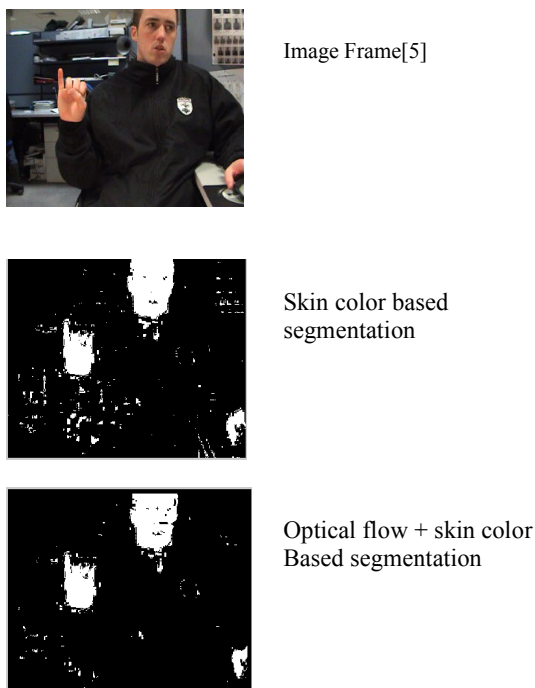 Image Frame[5]
Skin color based
segmentation
Optical flow + skin color
Based segmentation